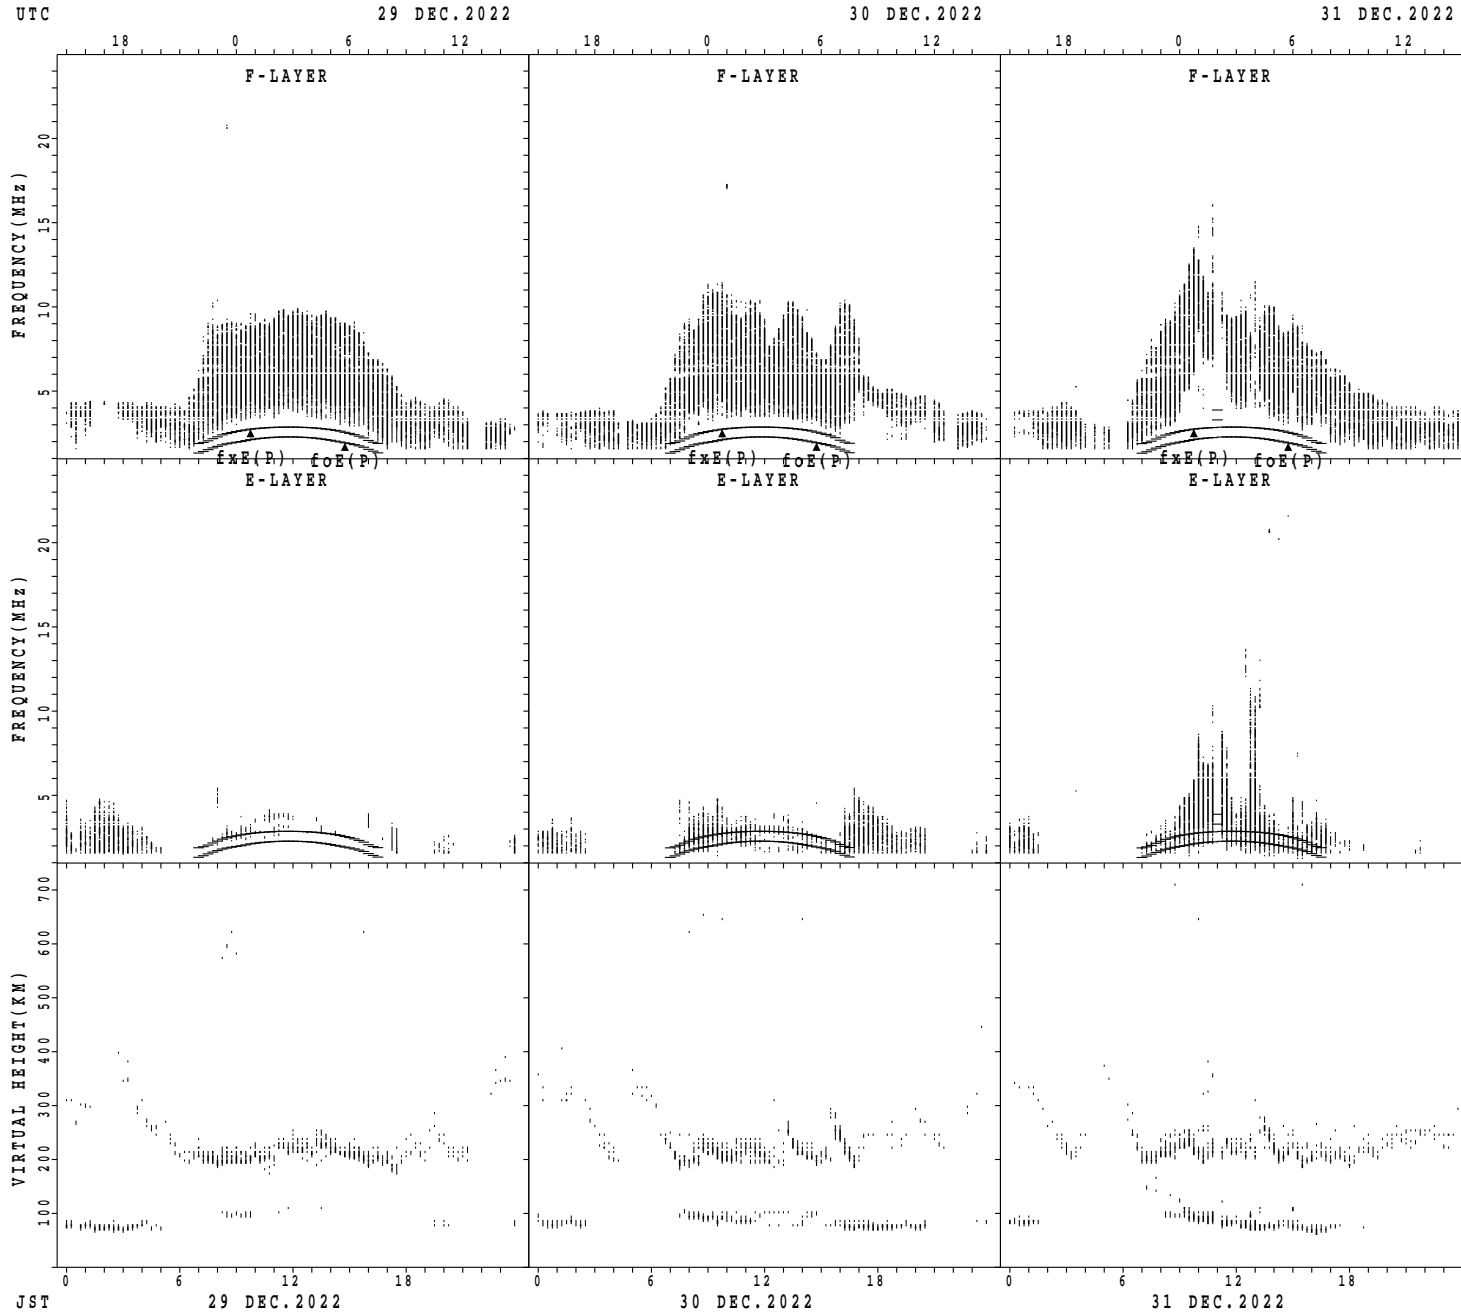 UTC 29 DEC.2022 30 DEC.2022 31 DEC.2022
18 0 6 12 18 0 6 12 18 0 6 12
F-LAYER F-LAYER F-LAYER
FREQUENCY(MHz)
20
15
10
5
fxE(P) foE(P) fxE(P) foE(P) fxE(P) foE(P)
E-LAYER E-LAYER E-LAYER
FREQUENCY(MHz)
20
15
10
5
VIRTUAL HEIGHT(KM)
700
600
500
400
300
200
100
0 6 12 18 0 6 12 18 0 6 12 18
JST 29 DEC.2022 30 DEC.2022 31 DEC.2022